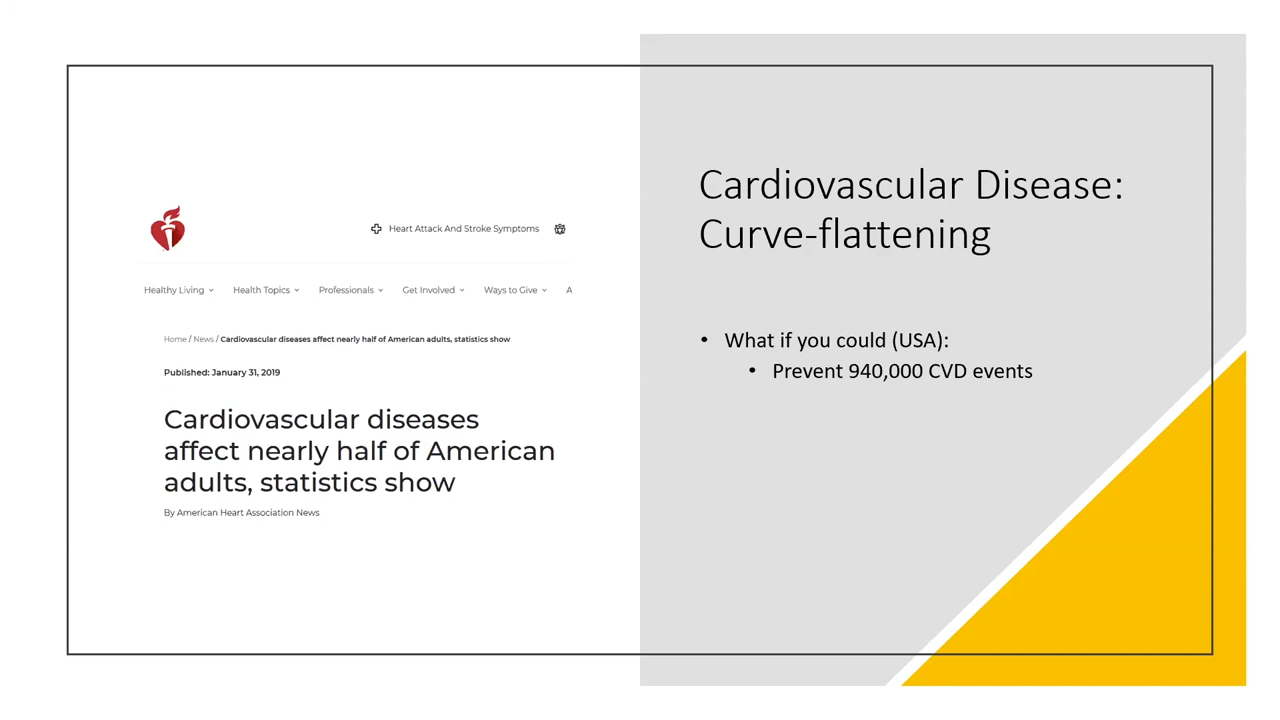 Heart Attack And Stroke Symptoms
Healthy Living Health Topics Professionals Get Involved Ways to Give A
Home / News / Cardiovascular diseases affect nearly half of American adults, statistics show
Published: January 31, 2019
Cardiovascular diseases
affect nearly half of American
adults, statistics show
By American Heart Association News
Cardiovascular Disease:
Curve-flattening
• What if you could (USA):
• Prevent 940,000 CVD events